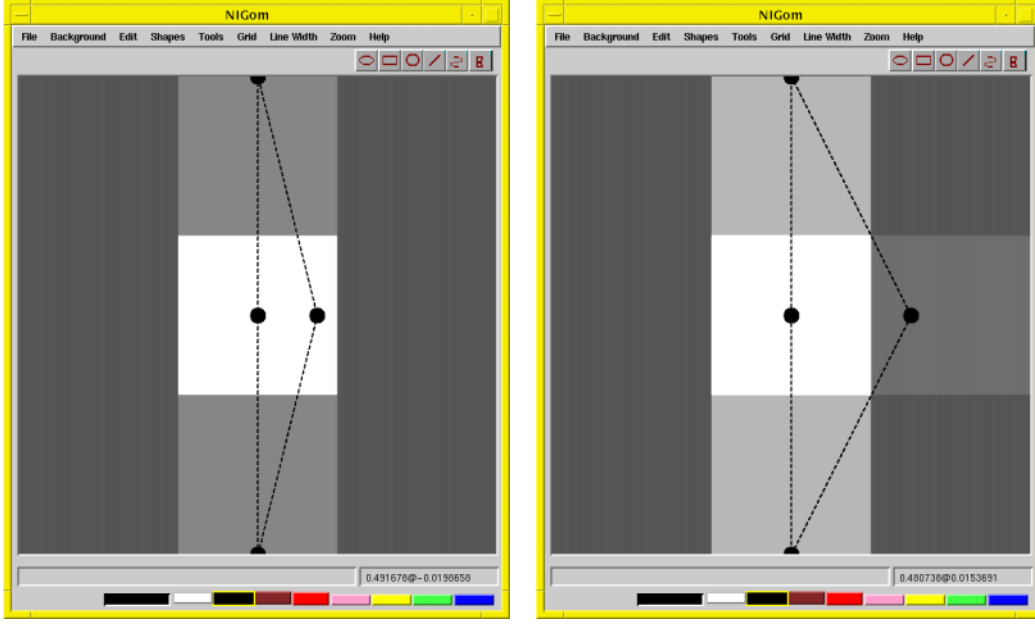 NIGom
File Background Edit Shapes Tools Grid Line Width Zoom Help
0.491678@-0.0198658
NIGom
File Background Edit Shapes Tools Grid Line Width Zoom Help
0.480738@0.0153691